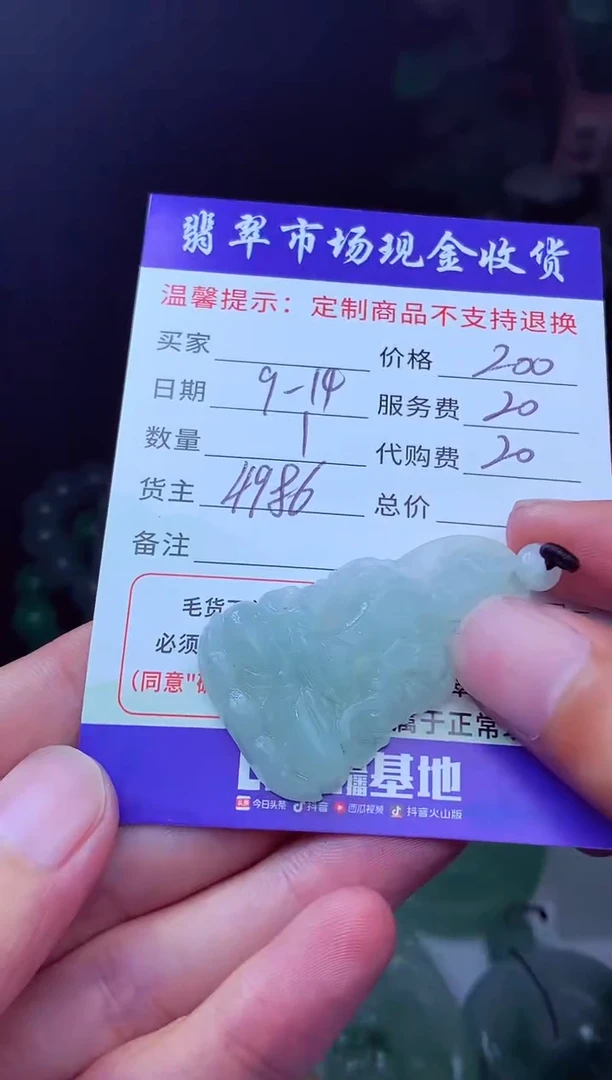 翡翠市场现金收货
温馨提示：定制商品不支持退换
买家 价格 200
日期 9-14 服务费 20
数量 1 代购费 20
货主 4986 总价
备注
毛货
必须
(同意"
属于正常
播基地
今日头条 抖音 西瓜视频 抖音火山版